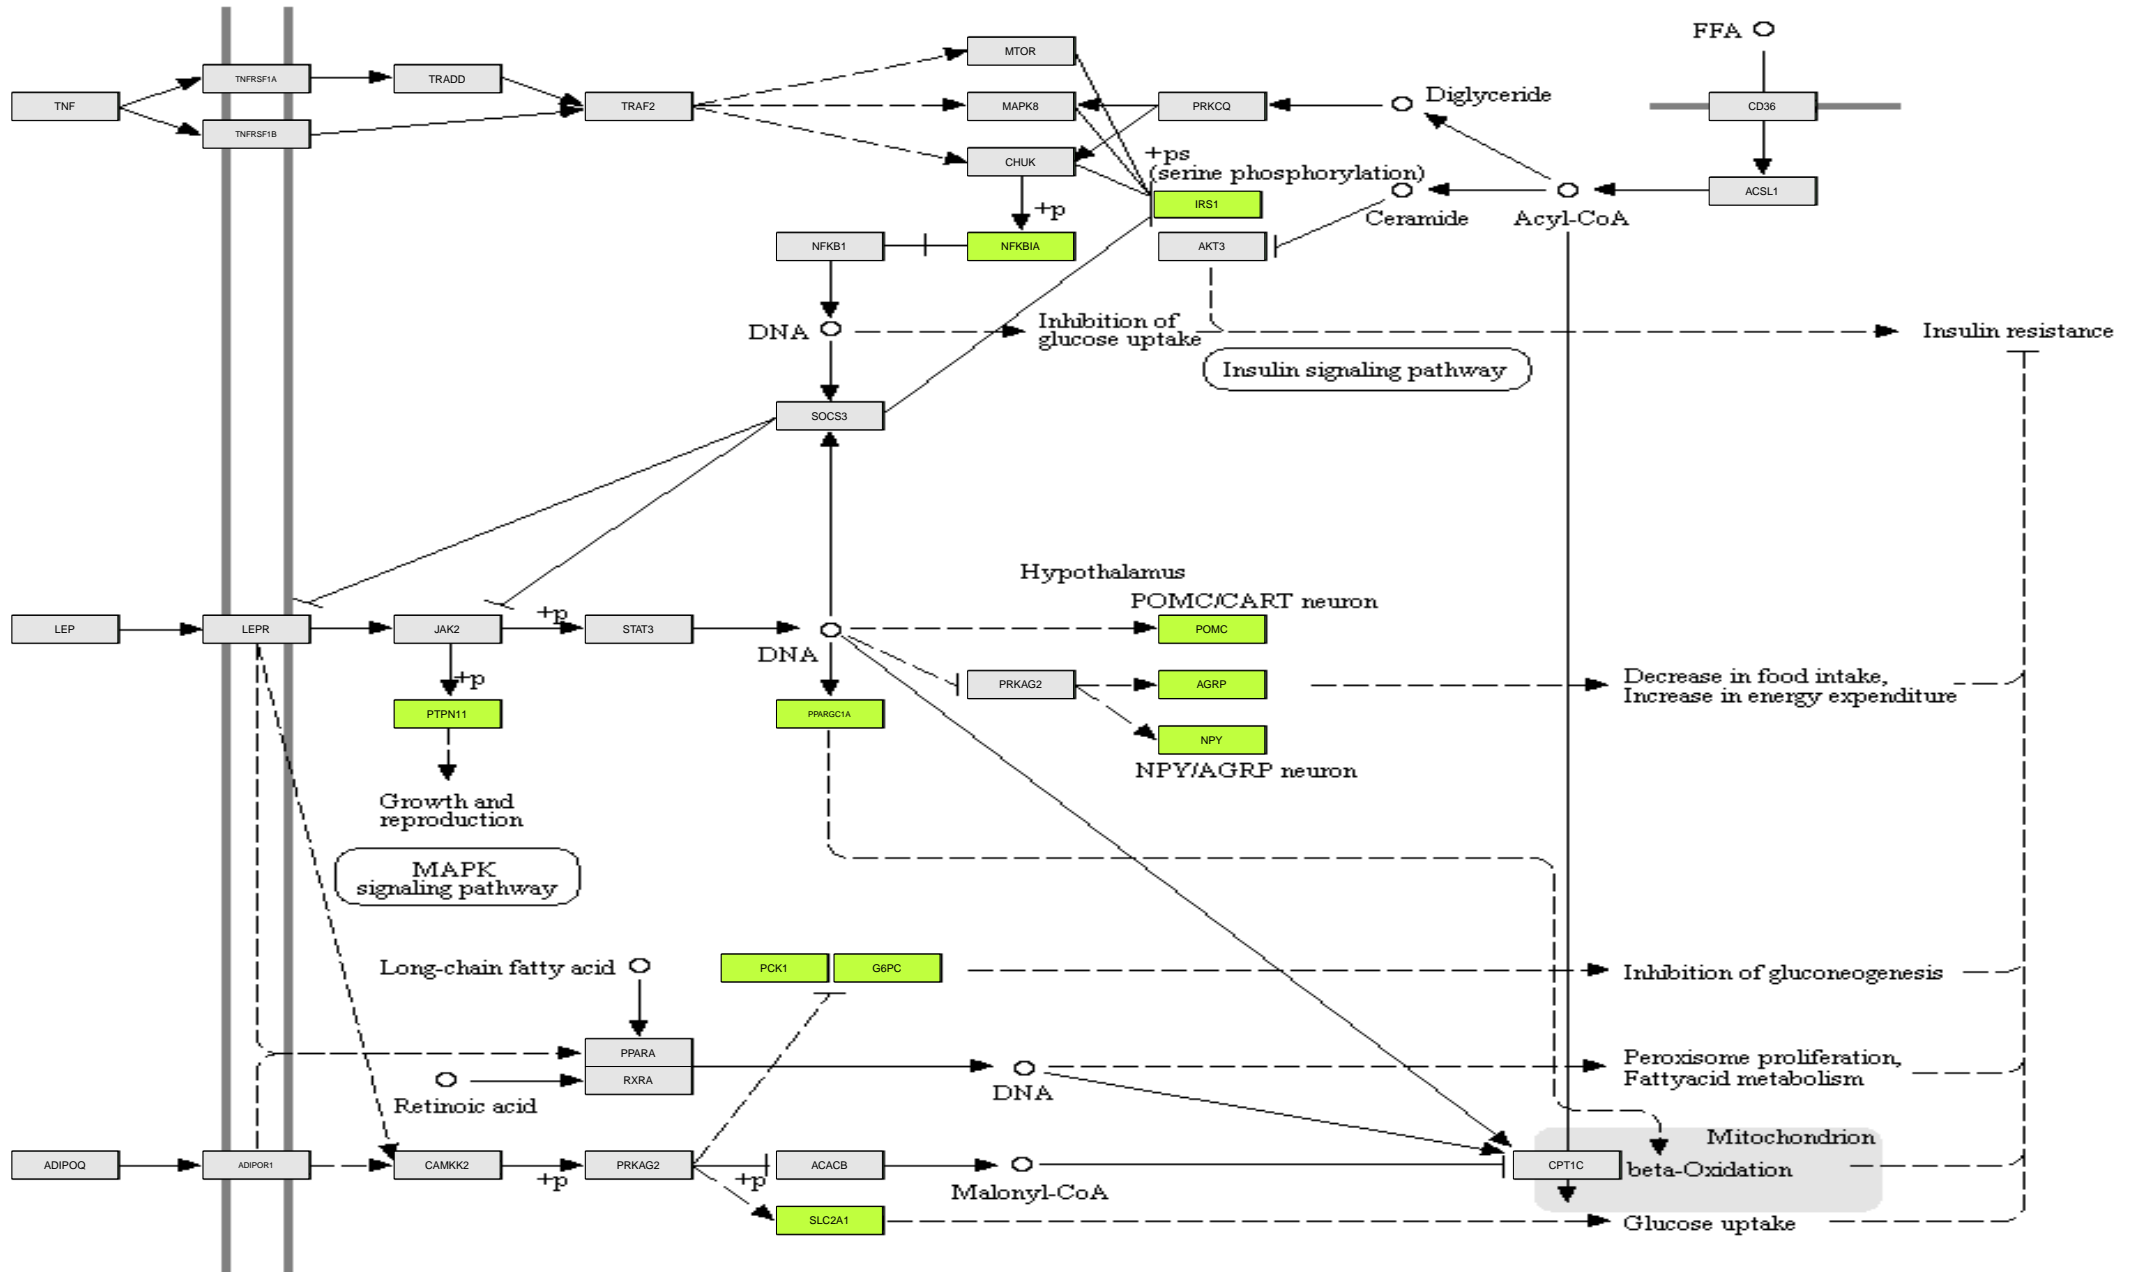 FFA
MTOR
TNFRSF1A
TRADD
TNF
TRAF2
MAPK8
PRKCQ
Diglyceride
CD36
TNFRSF1B
CHUK
+ps
(serine phosphorylation)
ACSL1
IRS1
+p
Ceramide
Acyl-CoA
NFKB1
NFKBIA
AKT3
DNA
Inhibition of
glucose uptake
Insulin resistance
Insulin signaling pathway
SOCS3
Hypothalamus
POMC/CART neuron
LEP
LEPR
JAK2
+p
STAT3
DNA
POMC
+p
PRKAG2
AGRP
Decrease in food intake,
Increase in energy expenditure
PTPN11
PPARGC1A
NPY
NPY/AGRP neuron
Growth and
reproduction
MAPK
signaling pathway
Long-chain fatty acid
PCK1
G6PC
Inhibition of gluconeogenesis
PPARA
RXRA
Retinoic acid
DNA
Peroxisome proliferation,
Fattyacid metabolism
Mitochondrion
ADIPOQ
ADIPOR1
CAMKK2
+p
PRKAG2
+p
ACACB
Malonyl-CoA
CPT1C
beta-Oxidation
SLC2A1
Glucose uptake